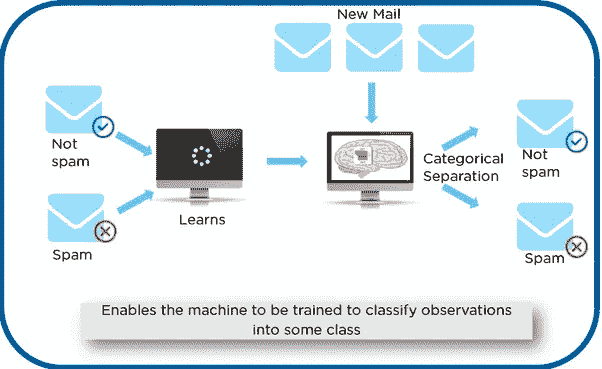 New Mail
Not
spam
Spam
Learns
Categorical
Separation
Not
spam
Spam
Enables the machine to be trained to classify observations
into some class